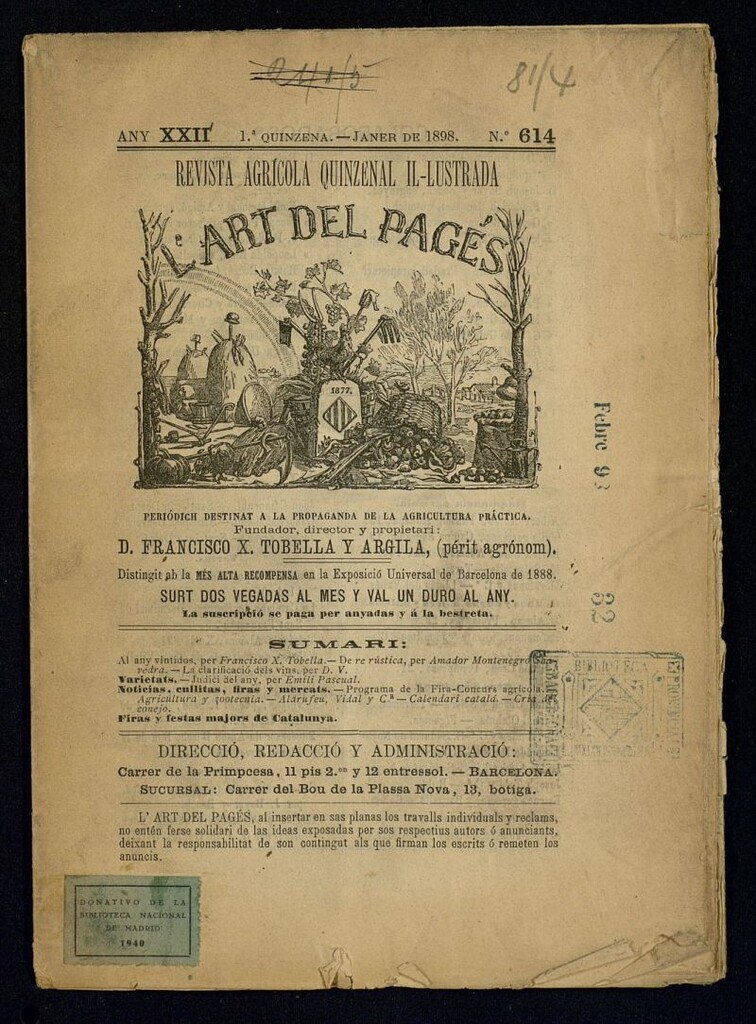 81/4
ANY XXII 1.ª QUINZENA.—JANER DE 1898. N.º 614
REVISTA AGRÍCOLA QUINZENAL IL-LUSTRADA
L'ART DEL PAGÉS
1877,
PERIÓDICH DESTINAT A LA PROPAGANDA DE LA AGRICULTURA PRÁCTICA.
Fundador, director y propietari:
D. FRANCISCO X. TOBELLA Y ARGILA, (périt agrónom).
Distingit ab la MÉS ALTA RECOMPENSA en la Exposició Universal de Barcelona de 1888.
SURT DOS VEGADAS AL MES Y VAL UN DURO AL ANY.
La suscripció se paga per anyadas y á la bestreta.
SUMARI:
Al any vintidos, per Francisco X. Tobella.— De re rústica, per Amador Montenegro Saavedra. — La clarificació dels vins, per D. V.
Varietats. — Judici del any, per Emili Pascual.
Noticias, cullitas, firas y mercats. — Programa de la Fira-Concurs agrícola.
Agricultura y zootecnia. — Aldrufeu, Vidal y C.ª — Calendari català. — Cria del
conejo.
Firas y festas majors de Catalunya.
DIRECCIÓ, REDACCIÓ Y ADMINISTRACIÓ:
Carrer de la Primpcesa, 11 pis 2.on y 12 entressol. — BARCELONA.
SUCURSAL: Carrer del Bou de la Plassa Nova, 13, botiga.
L' ART DEL PAGÉS, al insertar en sas planas los travalls individuals y reclams,
no entén ferse solidari de las ideas exposadas per sos respectius autors ó anunciants,
deixant la responsabilitat de son contingut als que firman los escrits ó remeten los
anuncis.
Febre 9
BIBLIOTECA
DONATIVO DE LA
BIBLIOTECA NACIONAL
DE MADRID
1940